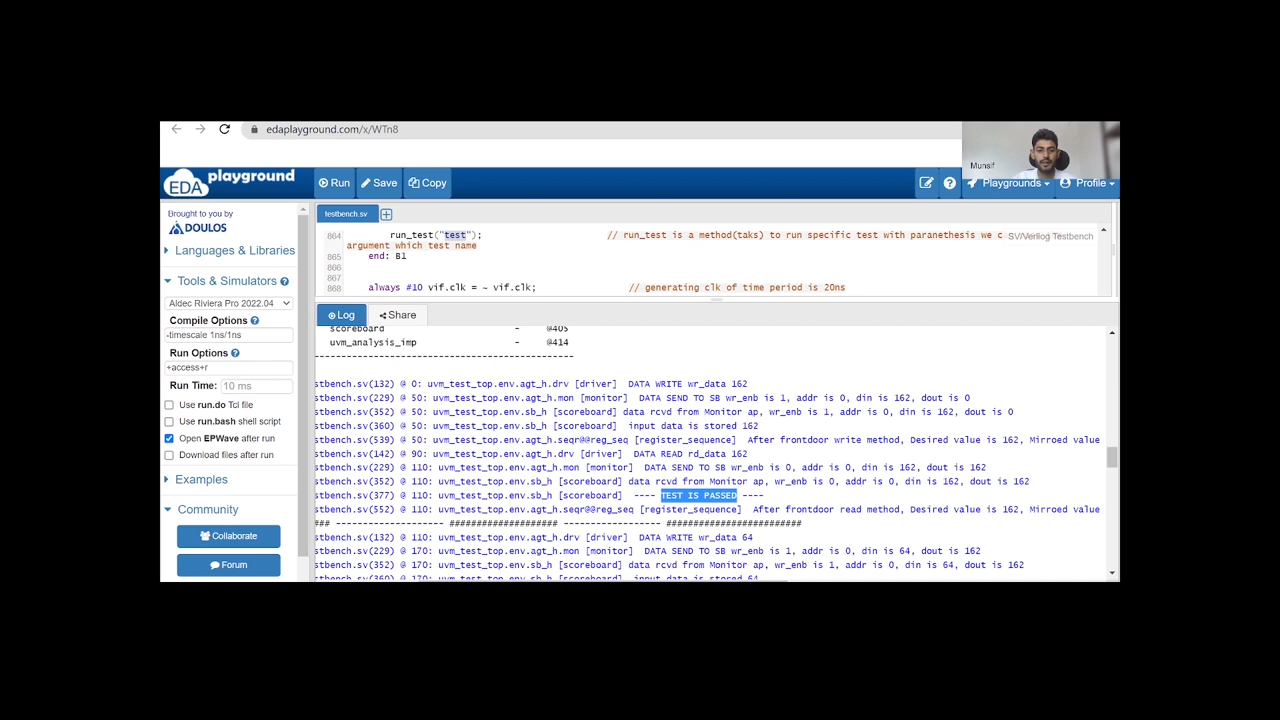 edaplayground.com/x/WTn8
Munsif
EDA playground
Run Save Copy
Playgrounds Profile
Brought to you by
DOULOS
Languages & Libraries
Tools & Simulators
Aldec Riviera Pro 2022.04
Compile Options
-timescale 1ns/1ns
Run Options
+access+r
Run Time: 10 ms
Use run.do Tcl file
Use run.bash shell script
Open EPWave after run
Download files after run
Examples
Community
Collaborate
Forum
testbench.sv
SV/Verilog Testbench
864 run_test("test"); // run_test is a method(taks) to run specific test with paranethesis we c
argument which test name
865 end: B1
866
867
868 always #10 vif.clk = ~ vif.clk; // generating clk of time period is 20ns
Log Share
scoreboard - @405
uvm_analysis_imp - @414
-------------------------------------------------
stbench.sv(132) @ 0: uvm_test_top.env.agt_h.drv [driver] DATA WRITE wr_data 162
stbench.sv(229) @ 50: uvm_test_top.env.agt_h.mon [monitor] DATA SEND TO SB wr_enb is 1, addr is 0, din is 162, dout is 0
stbench.sv(352) @ 50: uvm_test_top.env.sb_h [scoreboard] data rcvd from Monitor ap, wr_enb is 1, addr is 0, din is 162, dout is 0
stbench.sv(360) @ 50: uvm_test_top.env.sb_h [scoreboard] input data is stored 162
stbench.sv(539) @ 50: uvm_test_top.env.agt_h.seqr@@reg_seq [register_sequence] After frontdoor write method, Desired value is 162, Mirroed value
stbench.sv(142) @ 90: uvm_test_top.env.agt_h.drv [driver] DATA READ rd_data 162
stbench.sv(229) @ 110: uvm_test_top.env.agt_h.mon [monitor] DATA SEND TO SB wr_enb is 0, addr is 0, din is 162, dout is 162
stbench.sv(352) @ 110: uvm_test_top.env.sb_h [scoreboard] data rcvd from Monitor ap, wr_enb is 0, addr is 0, din is 162, dout is 162
stbench.sv(377) @ 110: uvm_test_top.env.sb_h [scoreboard] ---- TEST IS PASSED ----
stbench.sv(552) @ 110: uvm_test_top.env.agt_h.seqr@@reg_seq [register_sequence] After frontdoor read method, Desired value is 162, Mirroed value
### -------------------- #################### ------------------ #########################
stbench.sv(132) @ 110: uvm_test_top.env.agt_h.drv [driver] DATA WRITE wr_data 64
stbench.sv(229) @ 170: uvm_test_top.env.agt_h.mon [monitor] DATA SEND TO SB wr_enb is 1, addr is 0, din is 64, dout is 162
stbench.sv(352) @ 170: uvm_test_top.env.sb_h [scoreboard] data rcvd from Monitor ap, wr_enb is 1, addr is 0, din is 64, dout is 162
stbench.sv(360) @ 170: uvm_test_top.env.sb_h [scoreboard] input data is stored 64